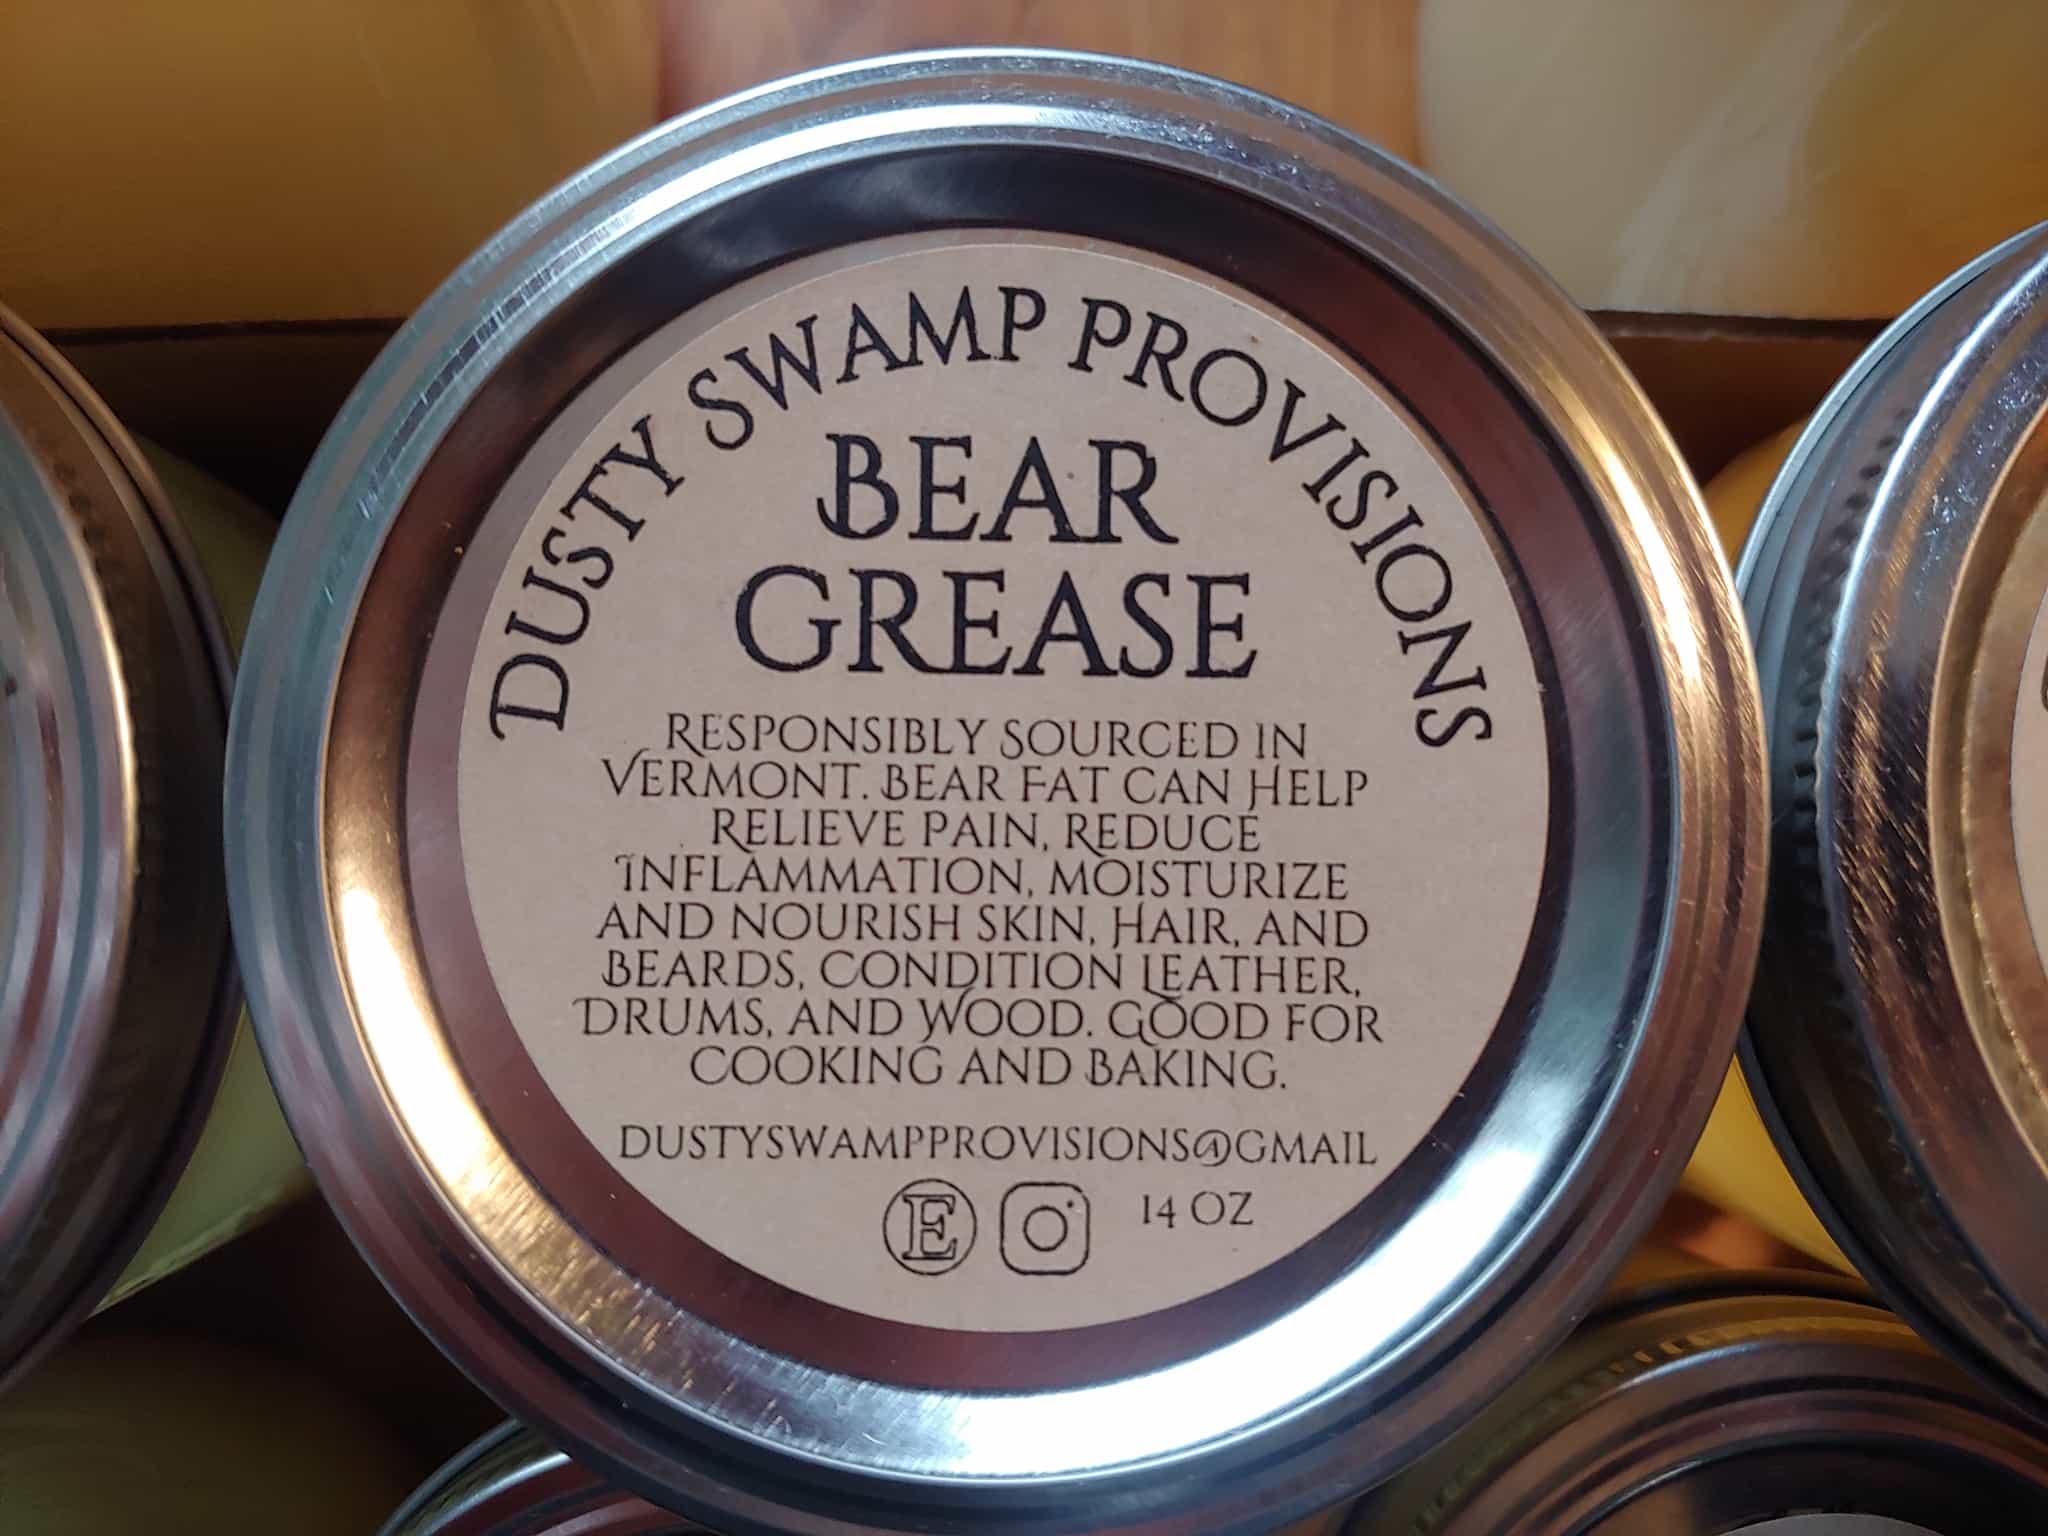 DUSTY SWAMP PROVISIONS
BEAR
GREASE
RESPONSIBLY SOURCED IN
VERMONT. BEAR FAT CAN HELP
RELIEVE PAIN, REDUCE
INFLAMMATION, MOISTURIZE
AND NOURISH SKIN, HAIR, AND
BEARDS, CONDITION LEATHER,
DRUMS, AND WOOD. GOOD FOR
COOKING AND BAKING.
DUSTYSWAMPPROVISIONS@GMAIL
E 14 OZ